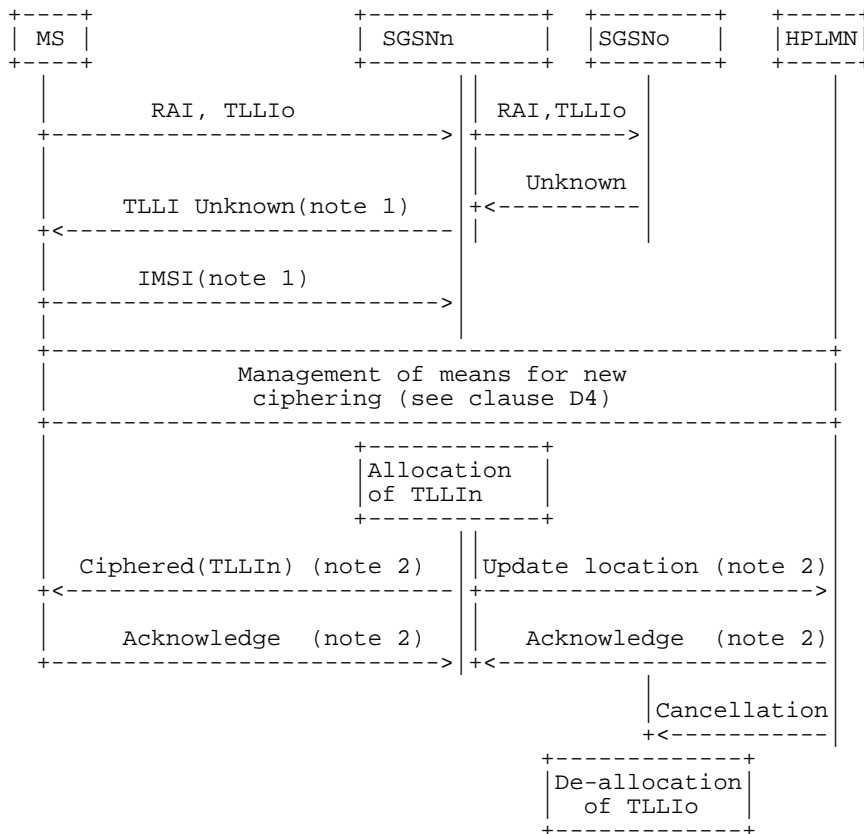 MS SGSNn SGSNo HPLMN
RAI, TLLIo RAI,TLLIo
Unknown
TLLI Unknown(note 1)
IMSI(note 1)
Management of means for new
ciphering (see clause D4)
Allocation
of TLLIn
Ciphered(TLLIn) (note 2) Update location (note 2)
Acknowledge (note 2) Acknowledge (note 2)
Cancellation
De-allocation
of TLLIo